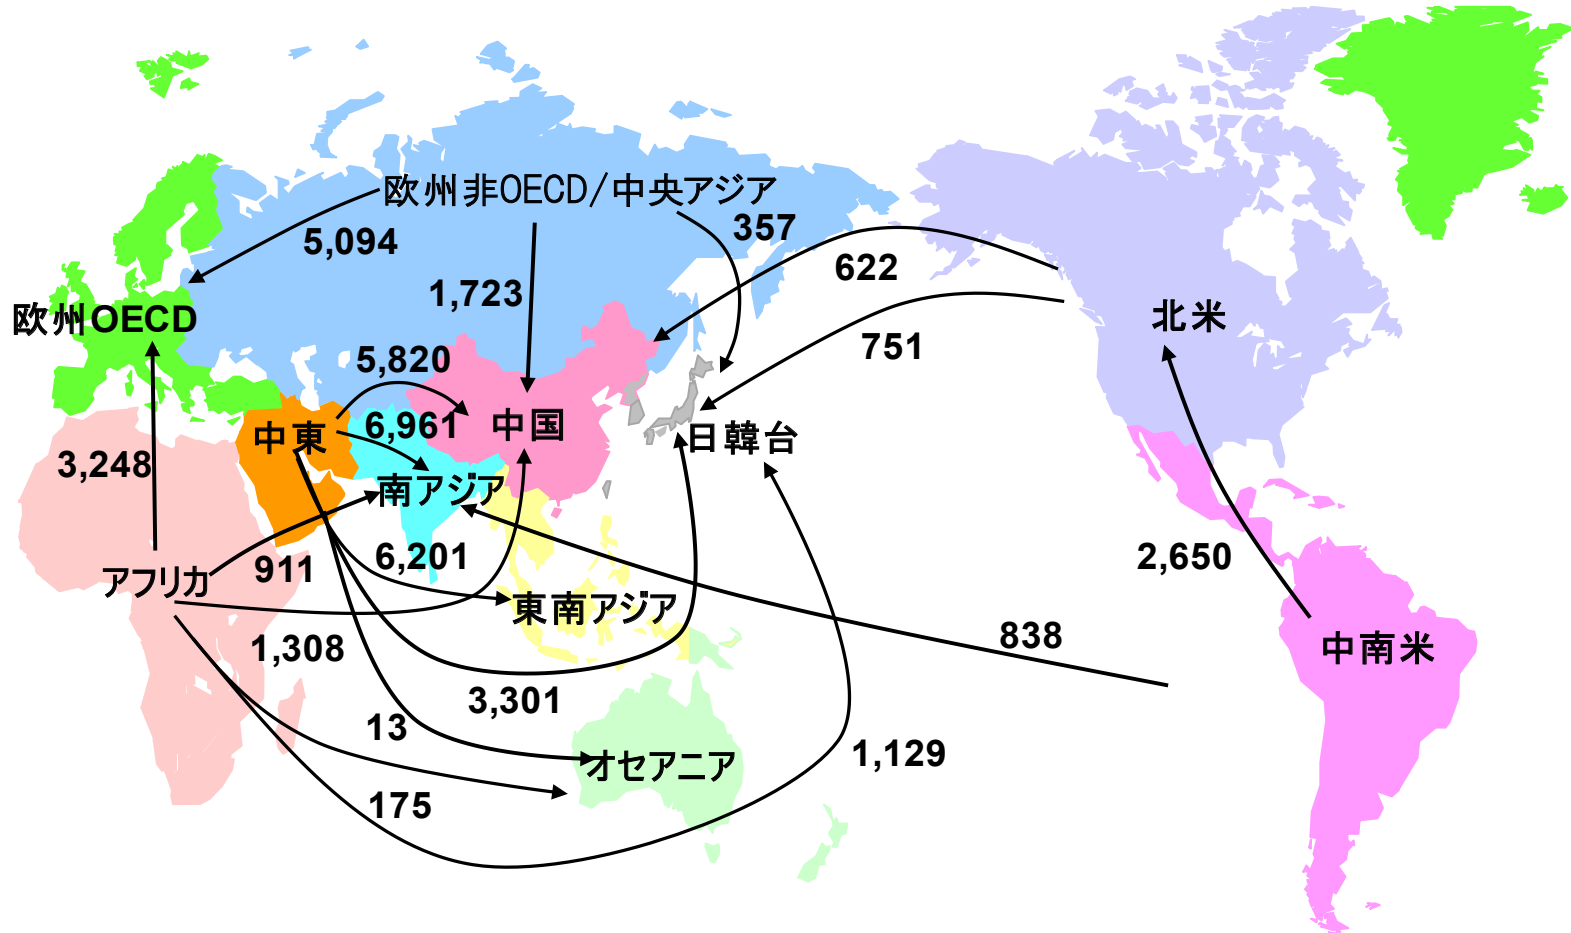 欧州非OECD/中央アジア
357
5,094
622
1,723
欧州OECD
北米
751
5,820
6,961
中国
中東
日韓台
3,248
南アジア
911
6,201
2,650
アフリカ
東南アジア
838
1,308
中南米
3,301
13
1,129
オセアニア
175